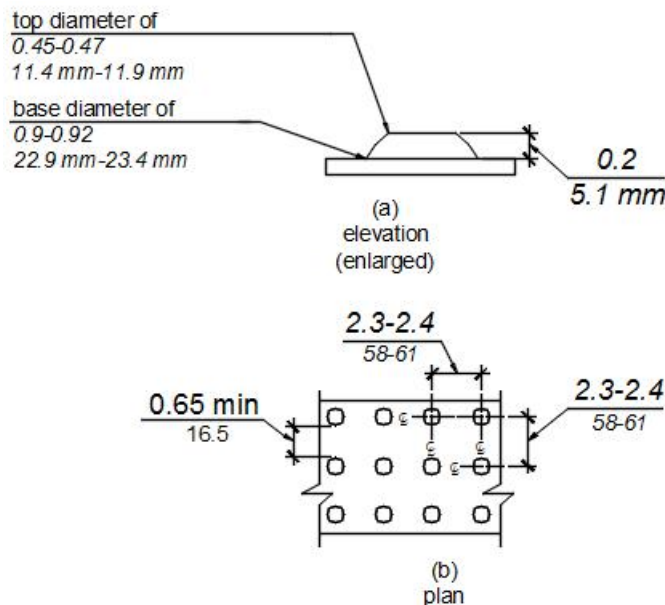 top diameter of
0.45-0.47
11.4 mm-11.9 mm
base diameter of
0.9-0.92
22.9 mm-23.4 mm
0.2
5.1 mm
(a)
elevation
(enlarged)
2.3-2.4
58-61
0.65 min
16.5
2.3-2.4
58-61
℄
℄
℄
℄
(b)
plan